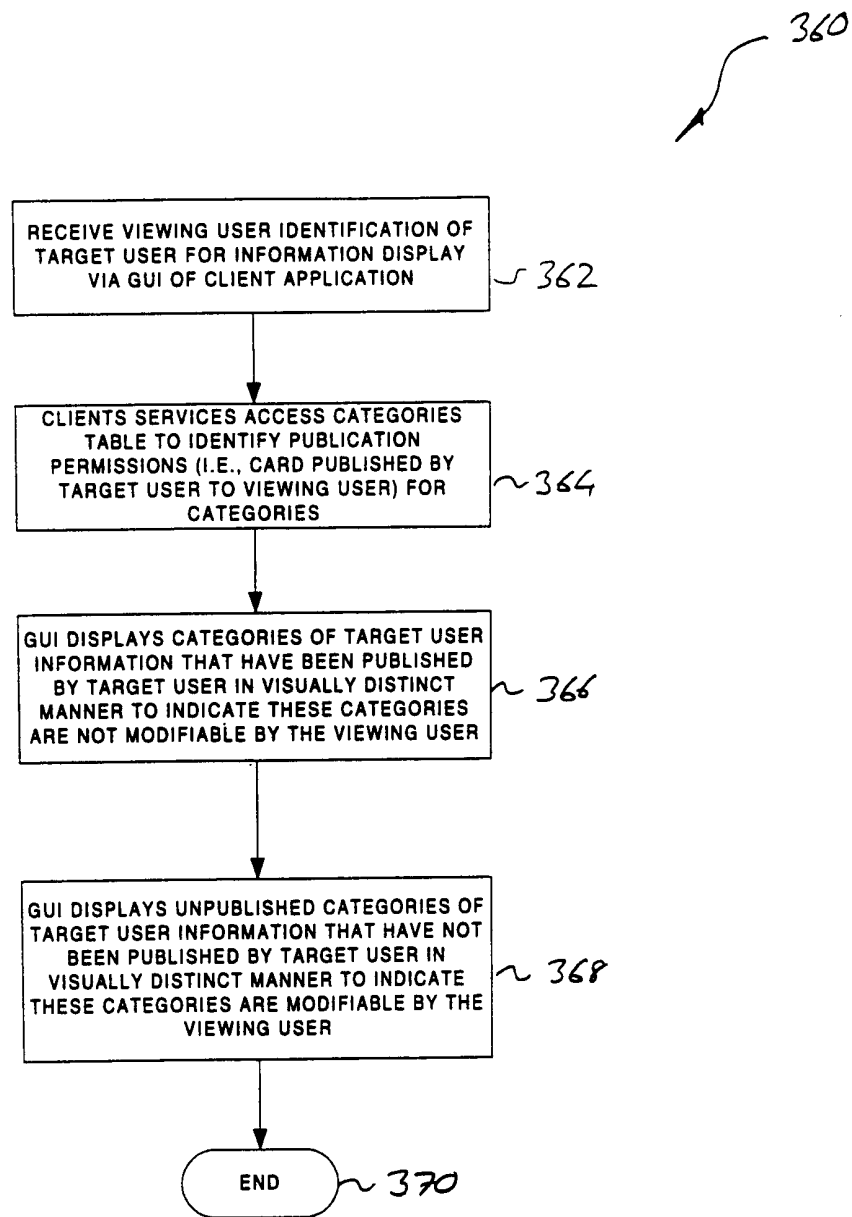 360
RECEIVE VIEWING USER IDENTIFICATION OF
TARGET USER FOR INFORMATION DISPLAY
VIA GUI OF CLIENT APPLICATION
362
CLIENTS SERVICES ACCESS CATEGORIES
TABLE TO IDENTIFY PUBLICATION
PERMISSIONS (I.E., CARD PUBLISHED BY
TARGET USER TO VIEWING USER) FOR
CATEGORIES
364
GUI DISPLAYS CATEGORIES OF TARGET USER
INFORMATION THAT HAVE BEEN PUBLISHED
BY TARGET USER IN VISUALLY DISTINCT
MANNER TO INDICATE THESE CATEGORIES
ARE NOT MODIFIABLE BY THE VIEWING USER
366
GUI DISPLAYS UNPUBLISHED CATEGORIES OF
TARGET USER INFORMATION THAT HAVE NOT
BEEN PUBLISHED BY TARGET USER IN
VISUALLY DISTINCT MANNER TO INDICATE
THESE CATEGORIES ARE MODIFIABLE BY THE
VIEWING USER
368
END
370